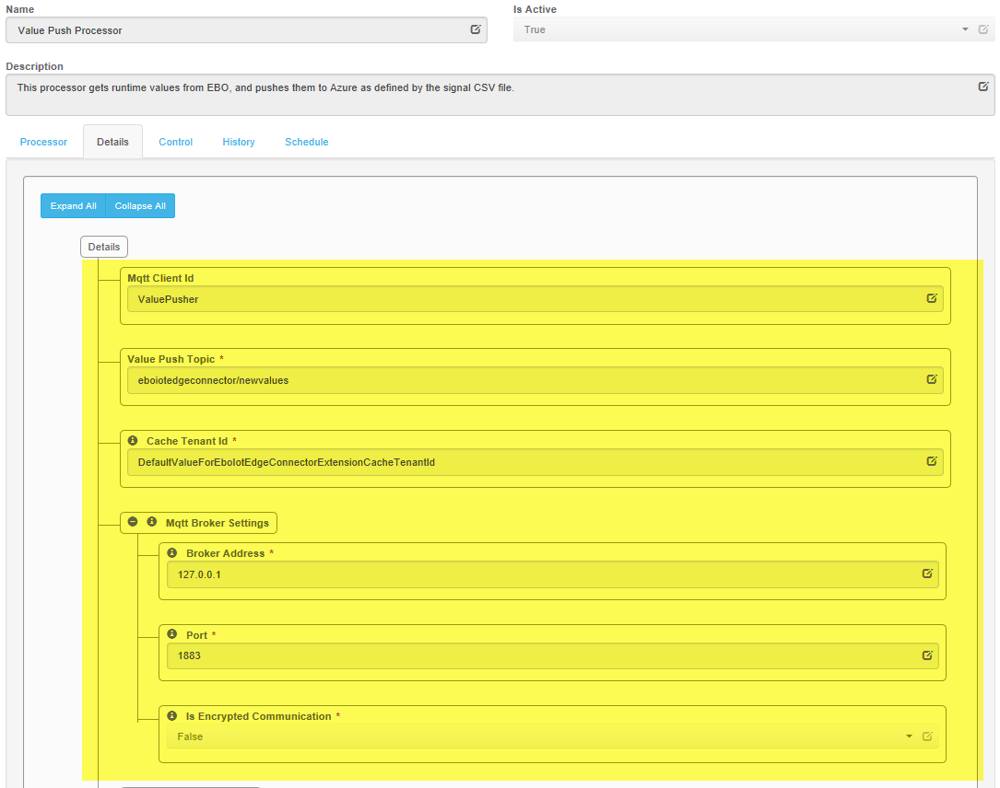 Name
Is Active
Value Push Processor
True
Description
This processor gets runtime values from EBO, and pushes them to Azure as defined by the signal CSV file.
Processor
Details
Control
History
Schedule
Expand All
Collapse All
Details
Mqtt Client Id
ValuePusher
Value Push Topic *
eboiotedgeconnector/newvalues
Cache Tenant Id *
DefaultValueForEboIotEdgeConnectorExtensionCacheTenantId
Mqtt Broker Settings
Broker Address *
127.0.0.1
Port *
1883
Is Encrypted Communication *
False